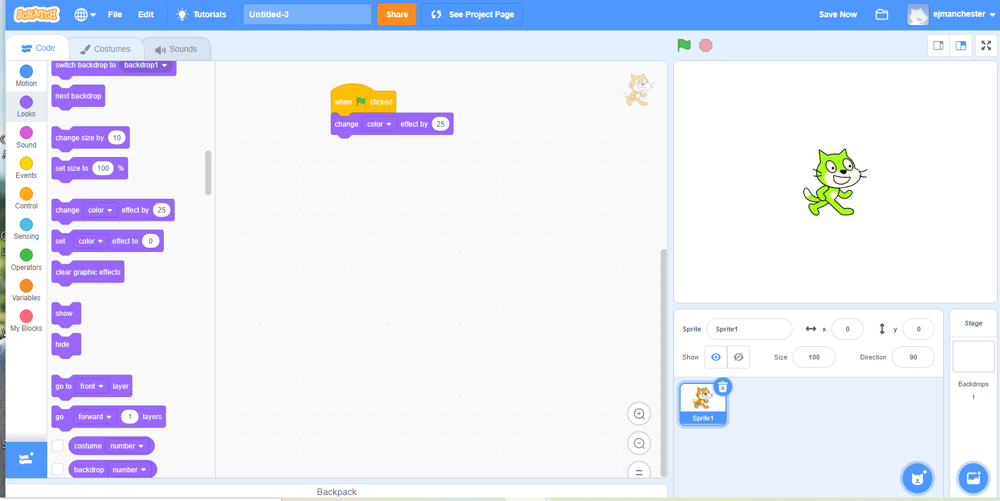 SCRATCH File Edit Tutorials Untitled-3 Share See Project Page Save Now ejmanchester
Code Costumes Sounds
Motion
Looks
Sound
Events
Control
Sensing
Operators
Variables
My Blocks
switch backdrop to backdrop1
next backdrop
change size by 10
set size to 100 %
change color effect by 25
set color effect to 0
clear graphic effects
show
hide
go to front layer
go forward 1 layers
costume number
backdrop number
when clicked
change color effect by 25
Backpack
Sprite Sprite1 x 0 y 0
Show Size 100 Direction 90
Sprite1
Stage
Backdrops
1